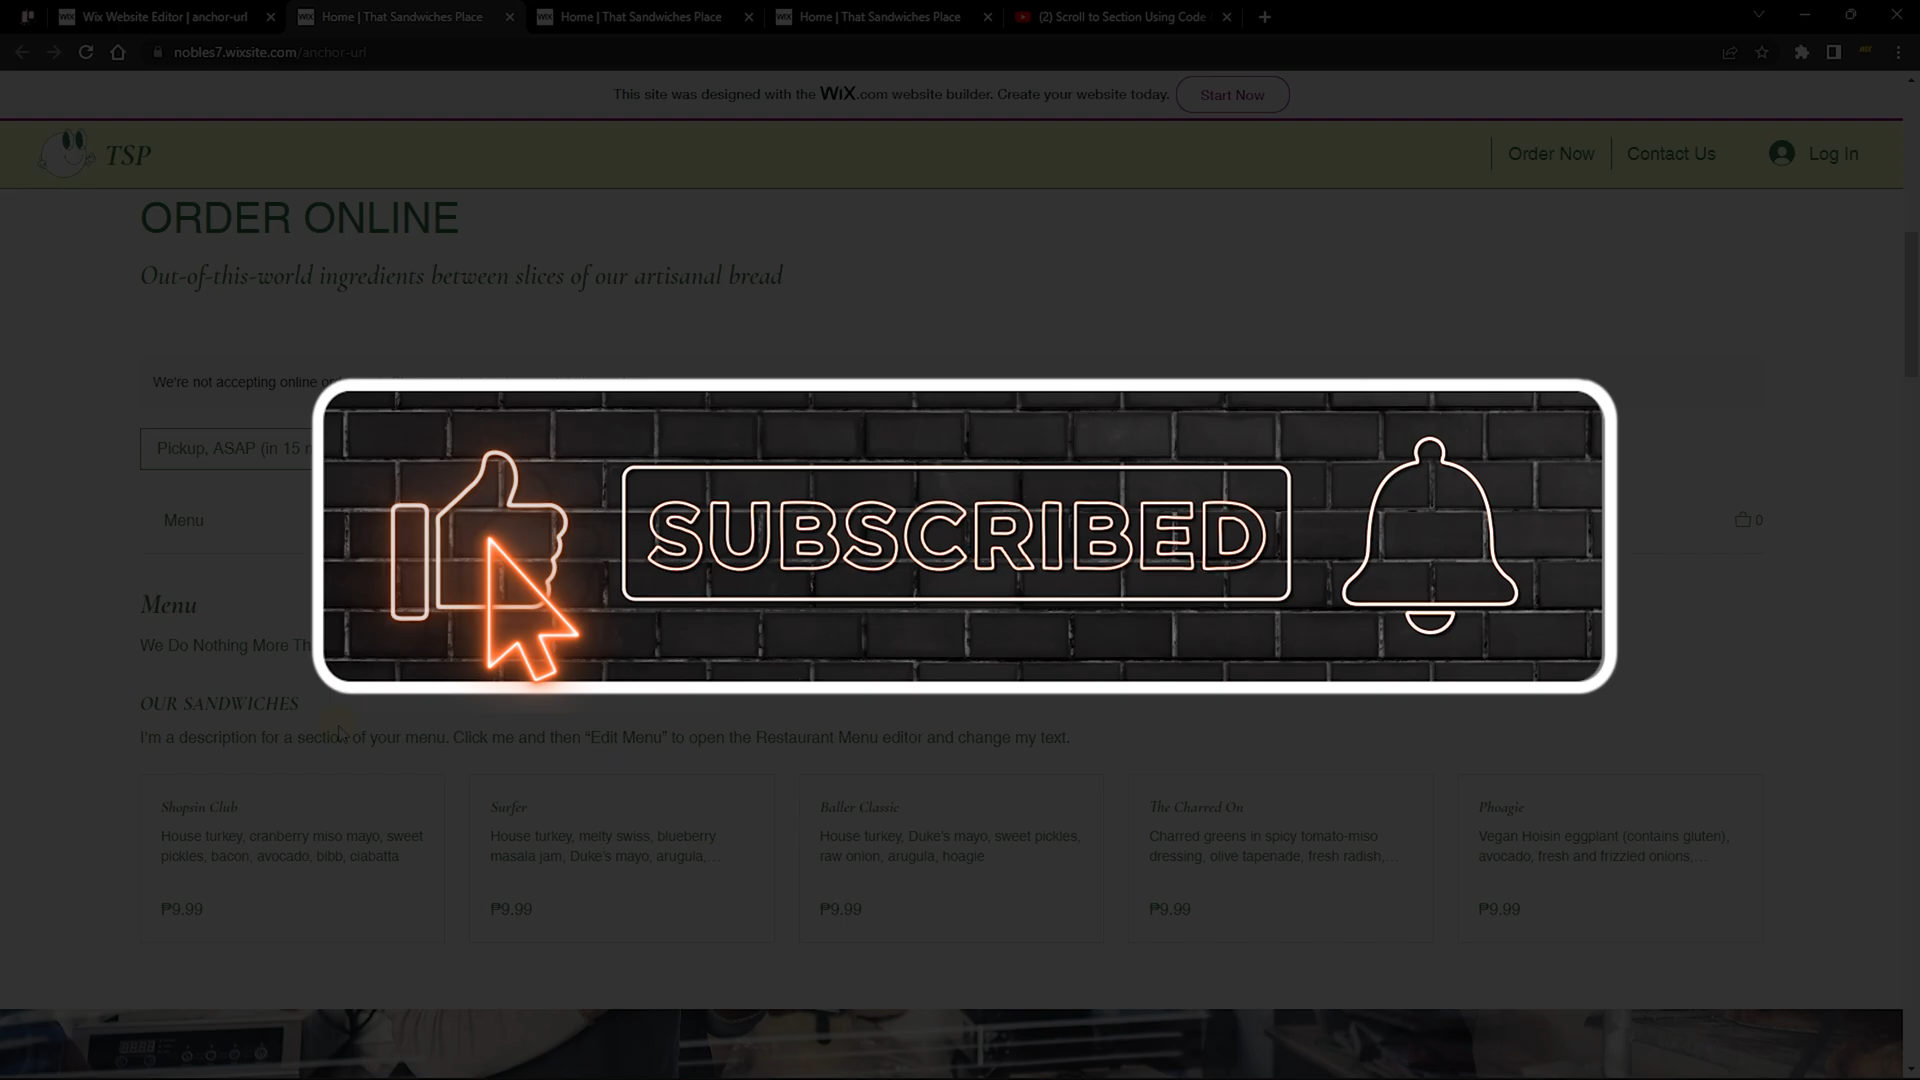 Wix Website Editor | anchor-url
Home | That Sandwiches Place
Home | That Sandwiches Place
Home | That Sandwiches Place
(2) Scroll to Section Using Code
nobles7.wixsite.com/anchor-url
This site was designed with the WiX.com website builder. Create your website today.
Start Now
TSP
Order Now
Contact Us
Log In
ORDER ONLINE
Out-of-this-world ingredients between slices of our artisanal bread
We're not accepting online
Pickup, ASAP (in 15
Menu
0
SUBSCRIBED
Menu
We Do Nothing More
OUR SANDWICHES
I'm a description for a section of your menu. Click me and then “Edit Menu” to open the Restaurant Menu editor and change my text.
Shopsin Club
House turkey, cranberry miso mayo, sweet
pickles, bacon, avocado, bibb, ciabatta
₱9.99
Surfer
House turkey, melty swiss, blueberry
masala jam, Duke's mayo, arugula,...
₱9.99
Baller Classic
House turkey, Duke's mayo, sweet pickles,
raw onion, arugula, hoagie
₱9.99
The Charred On
Charred greens in spicy tomato-miso
dressing, olive tapenade, fresh radish,...
₱9.99
Phoagie
Vegan Hoisin eggplant (contains gluten),
avocado, fresh and frizzled onions,...
₱9.99